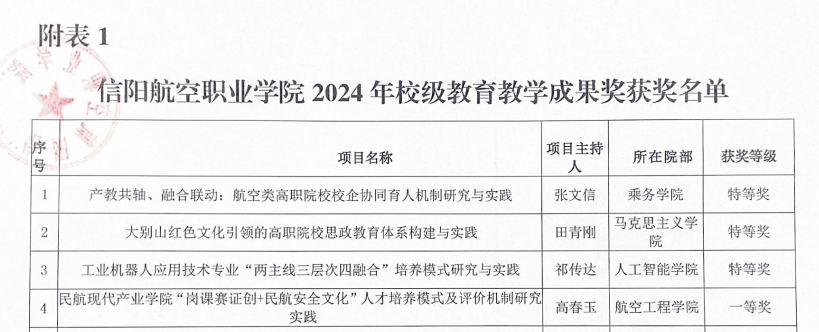 附表 1
信阳航空职业学院 2024 年校级教育教学成果奖获奖名单
序号 项目名称 项目主持人 所在院部 获奖等级
1 产教共轴、融合联动：航空类高职院校校企协同育人机制研究与实践 张文信 乘务学院 特等奖
2 大别山红色文化引领的高职院校思政教育体系构建与实践 田青刚 马克思主义学院 特等奖
3 工业机器人应用技术专业“两主线三层次四融合”培养模式研究与实践 祁传达 人工智能学院 特等奖
4 民航现代产业学院“岗课赛证创+民航安全文化”人才培养模式及评价机制研究实践 高春玉 航空工程学院 一等奖